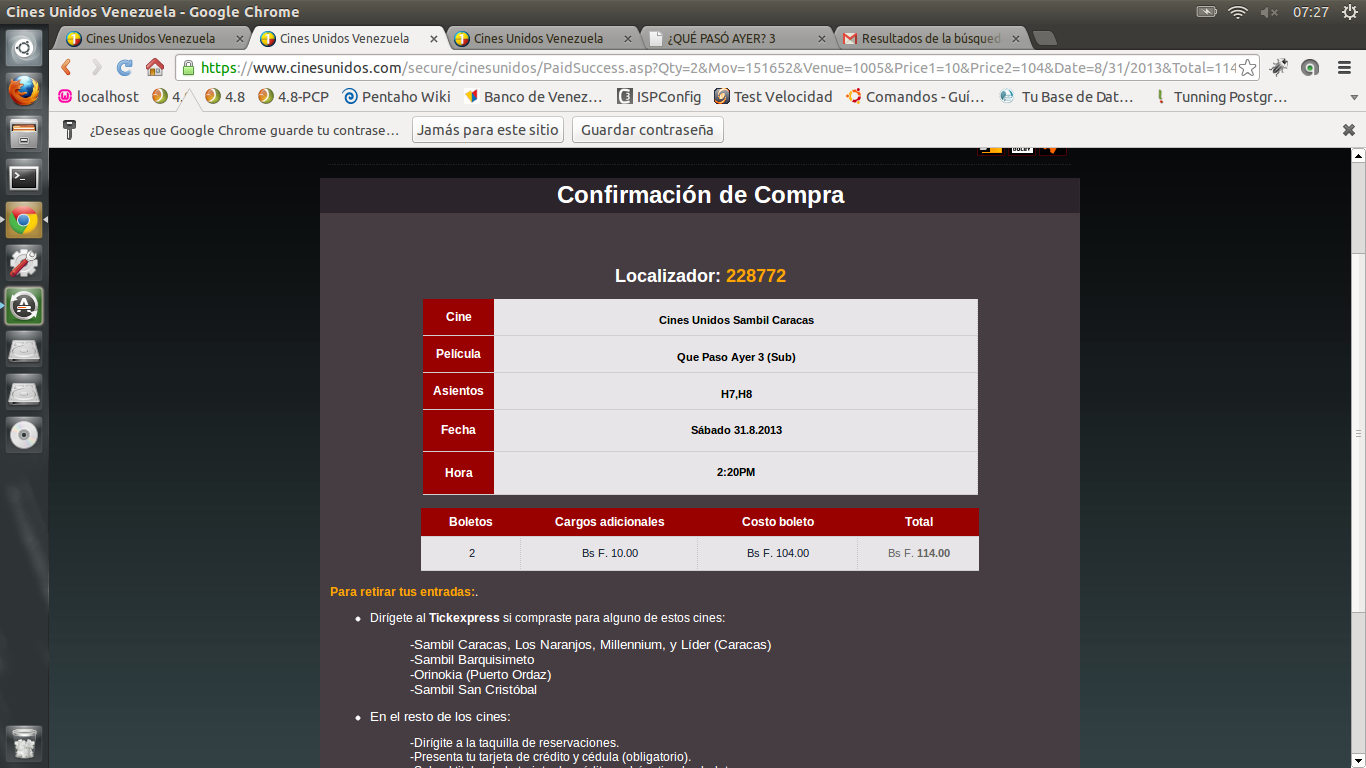 Cines Unidos Venezuela - Google Chrome
07:27
Cines Unidos Venezuela
Cines Unidos Venezuela
Cines Unidos Venezuela
¿QUÉ PASÓ AYER? 3
Resultados de la búsqued
https://www.cinesunidos.com/secure/cinesunidos/PaidSuccess.asp?Qty=2&Mov=151652&Venue=1005&Price1=10&Price2=104&Date=8/31/2013&Total=114
localhost
4.
4.8
4.8-PCP
Pentaho Wiki
Banco de Venez...
ISPConfig
Test Velocidad
Comandos - Guí...
Tu Base de Dat...
Tunning Postgr...
¿Deseas que Google Chrome guarde tu contrase...
Jamás para este sitio
Guardar contraseña
Confirmación de Compra
Localizador: 228772
Cine
Cines Unidos Sambil Caracas
Película
Que Paso Ayer 3 (Sub)
Asientos
H7,H8
Fecha
Sábado 31.8.2013
Hora
2:20PM
Boletos Cargos adicionales Costo boleto Total
2 Bs F. 10.00 Bs F. 104.00 Bs F. 114.00
Para retirar tus entradas:.
Dirígete al Tickexpress si compraste para alguno de estos cines:
-Sambil Caracas, Los Naranjos, Millennium, y Líder (Caracas)
-Sambil Barquisimeto
-Orinokia (Puerto Ordaz)
-Sambil San Cristóbal
En el resto de los cines:
-Dirígite a la taquilla de reservaciones.
-Presenta tu tarjeta de crédito y cédula (obligatorio).